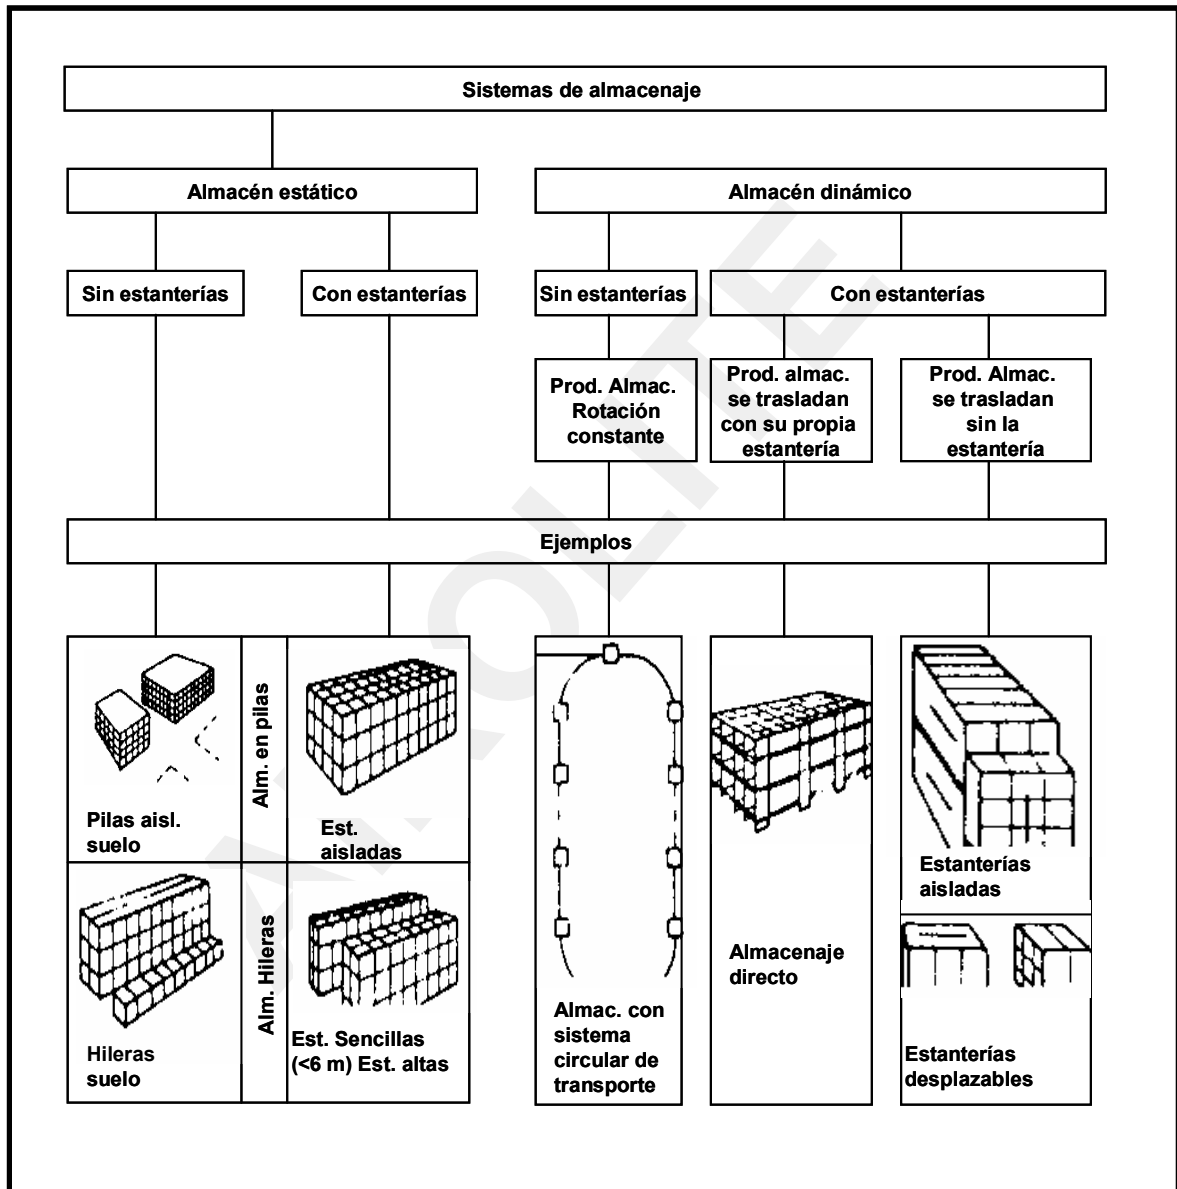 Sistemas de almacenaje
Almacén estático
Almacén dinámico
Sin estanterías
Con estanterías
Sin estanterías
Con estanterías
Prod. Almac.
Rotación
constante
Prod. almac.
se trasladan
con su propia
estantería
Prod. Almac.
se trasladan
sin la
estantería
Ejemplos
Pilas aisl.
suelo
Alm. en pilas
Est.
aisladas
Hileras
suelo
Alm. Hileras
Est. Sencillas
(<6 m) Est. altas
Almac. con
sistema
circular de
transporte
Almacenaje
directo
Estanterías
aisladas
Estanterías
desplazables